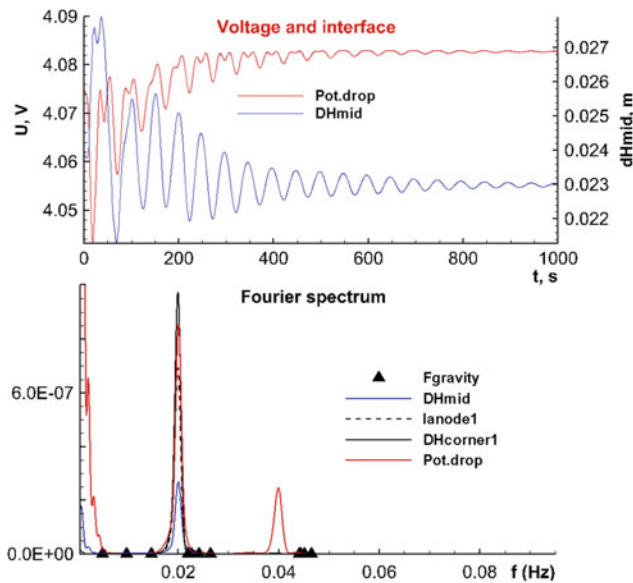 Voltage and interface
4.09
4.08
4.07
4.06
4.05
U, V
Pot.drop
DHmid
0.027
0.026
0.025
0.024
0.023
0.022
dHmid, m
0 200 400 600 800 1000
t, s
Fourier spectrum
6.0E-07
0.0E+00
Fgravity
DHmid
Ianode1
DHcorner1
Pot.drop
0.02 0.04 0.06 0.08
f (Hz)